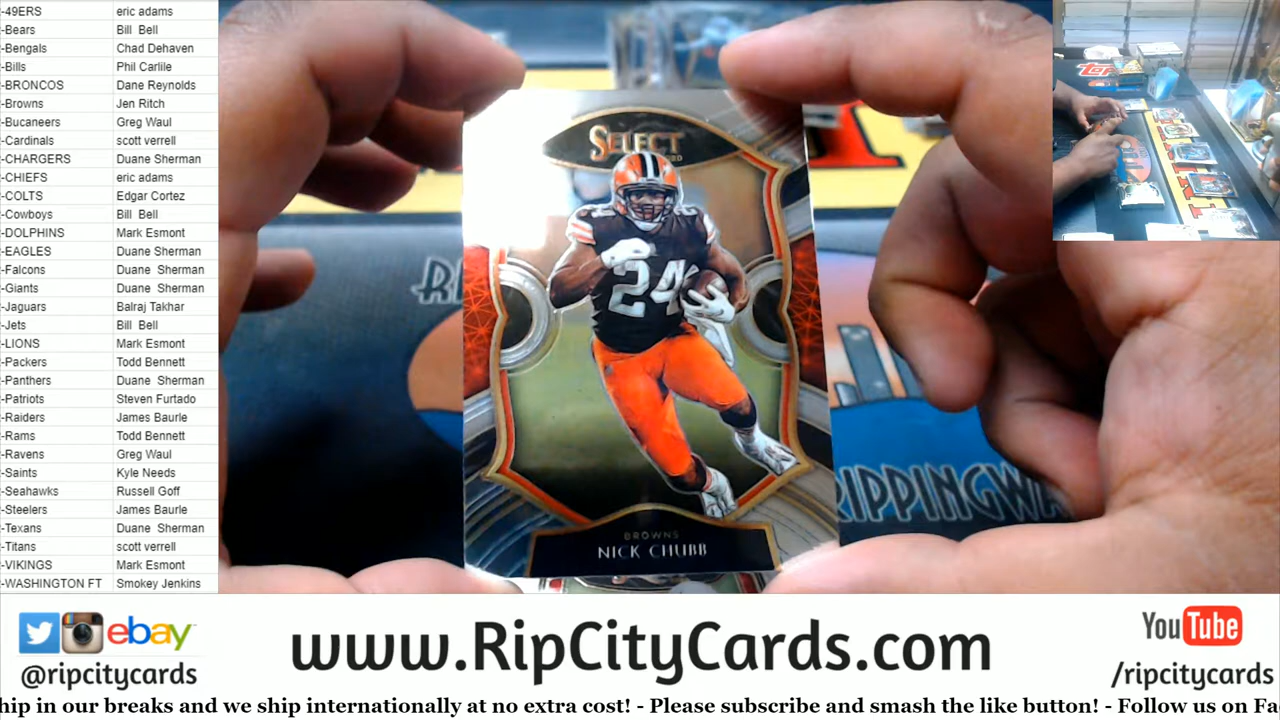 -49ERS eric adams
-Bears Bill Bell
-Bengals Chad Dehaven
-Bills Phil Carlile
-BRONCOS Dane Reynolds
-Browns Jen Ritch
-Bucaneers Greg Waul
-Cardinals scott verrell
-CHARGERS Duane Sherman
-CHIEFS eric adams
-COLTS Edgar Cortez
-Cowboys Bill Bell
-DOLPHINS Mark Esmont
-EAGLES Duane Sherman
-Falcons Duane Sherman
-Giants Duane Sherman
-Jaguars Balraj Takhar
-Jets Bill Bell
-LIONS Mark Esmont
-Packers Todd Bennett
-Panthers Duane Sherman
-Patriots Steven Furtado
-Raiders James Baurle
-Rams Todd Bennett
-Ravens Greg Waul
-Saints Kyle Needs
-Seahawks Russell Goff
-Steelers James Baurle
-Texans Duane Sherman
-Titans scott verrell
-VIKINGS Mark Esmont
-WASHINGTON FT Smokey Jenkins
SELECT
24
24
BROWNS
NICK CHUBB
RIPPINGWA
ebay
@ripcitycards
www.RipCityCards.com
YouTube
/ripcitycards
hip in our breaks and we ship internationally at no extra cost! - Please subscribe and smash the like button! - Follow us on Fa